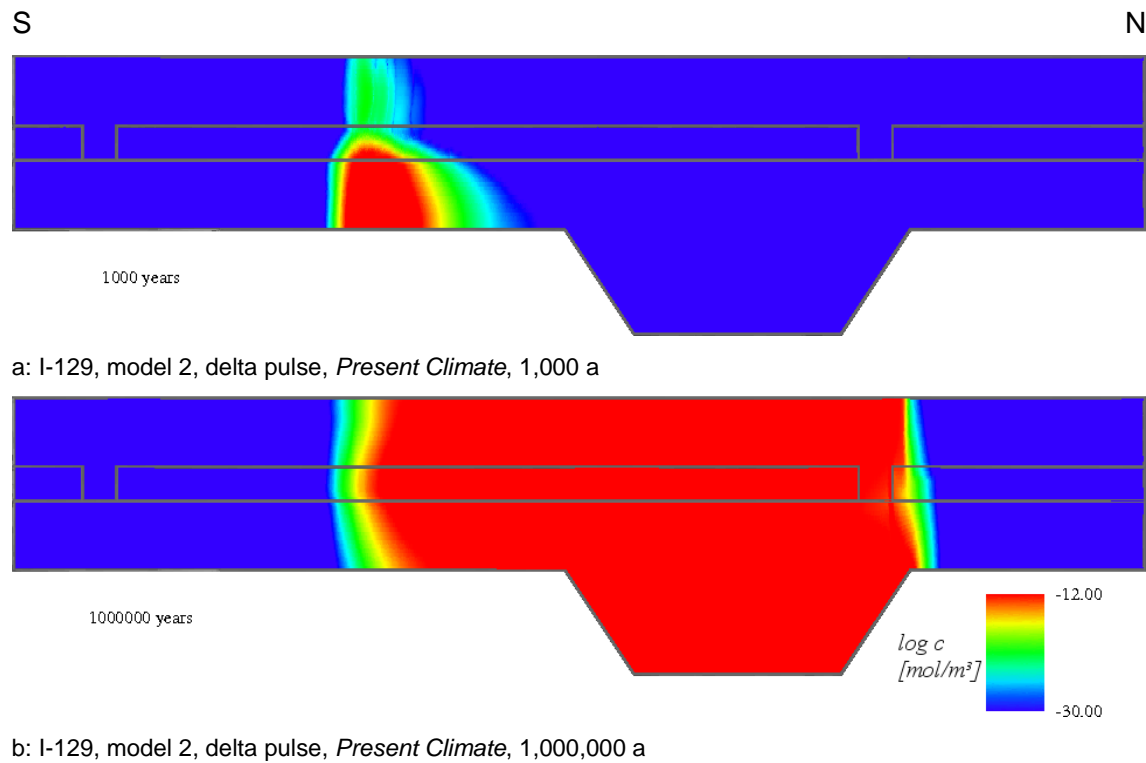 S N
1000 years
a: I-129, model 2, delta pulse, Present Climate, 1,000 a
1000000 years
-12.00
log c
[mol/m³]
-30.00
b: I-129, model 2, delta pulse, Present Climate, 1,000,000 a